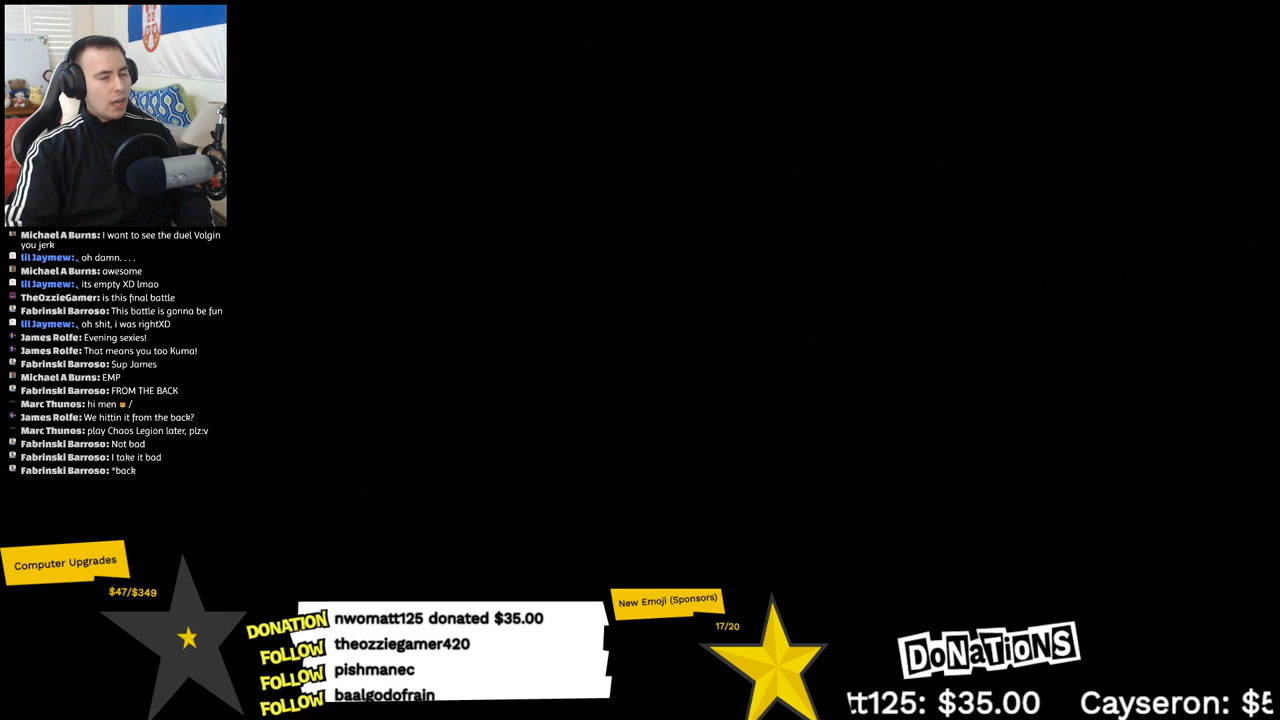 Michael A Burns: I want to see the duel Volgin
you jerk
lil Jaymew: oh damn. . . .
Michael A Burns: awesome
lil Jaymew: its empty XD lmao
TheOzzieGamer: is this final battle
Fabrinski Barroso: This battle is gonna be fun
lil Jaymew: oh shit, i was rightXD
James Rolfe: Evening sexies!
James Rolfe: That means you too Kuma!
Fabrinski Barroso: Sup James
Michael A Burns: EMP
Fabrinski Barroso: FROM THE BACK
Marc Thunos: hi men /
James Rolfe: We hittin it from the back?
Marc Thunos: play Chaos Legion later, plz:v
Fabrinski Barroso: Not bad
Fabrinski Barroso: I take it bad
Fabrinski Barroso: *back
Computer Upgrades
$47/$349
DONATION nwomatt125 donated $35.00
FOLLOW theozziegamer420
FOLLOW pishmanec
FOLLOW baalgodofrain
New Emoji (Sponsors)
17/20
DONATIONS
tt125: $35.00 Cayseron: